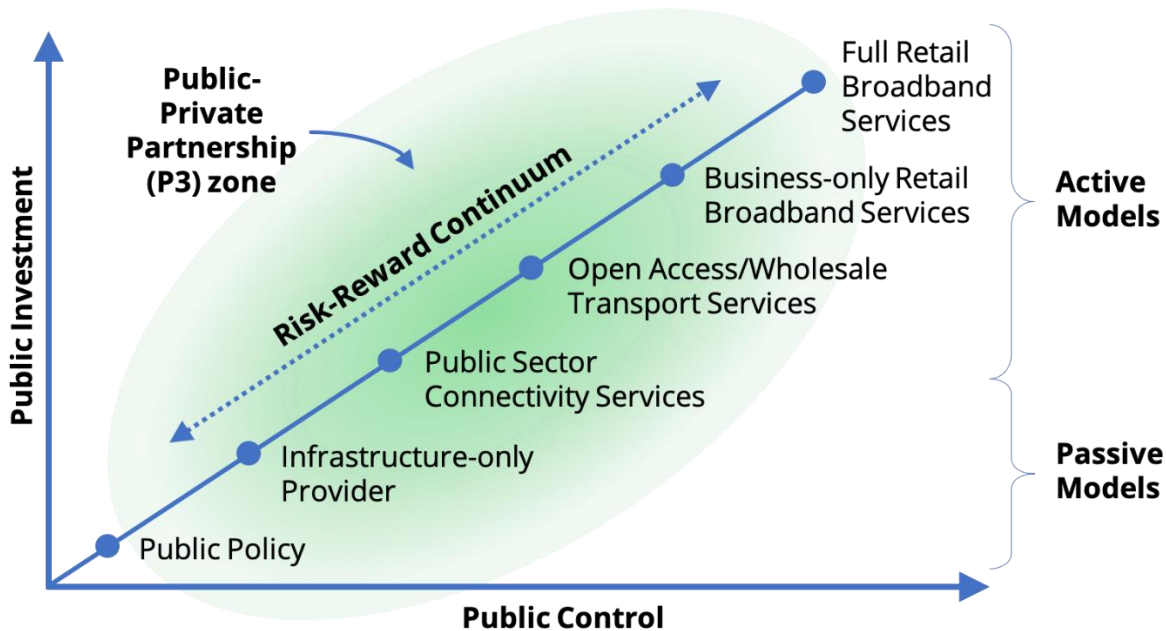 Public-
Private
Partnership
(P3) zone
Full Retail
Broadband
Services
Risk-Reward Continuum
Business-only Retail
Broadband Services
Active
Models
Open Access/Wholesale
Transport Services
Public Sector
Connectivity Services
Infrastructure-only
Provider
Passive
Models
Public Policy
Public Investment
Public Control